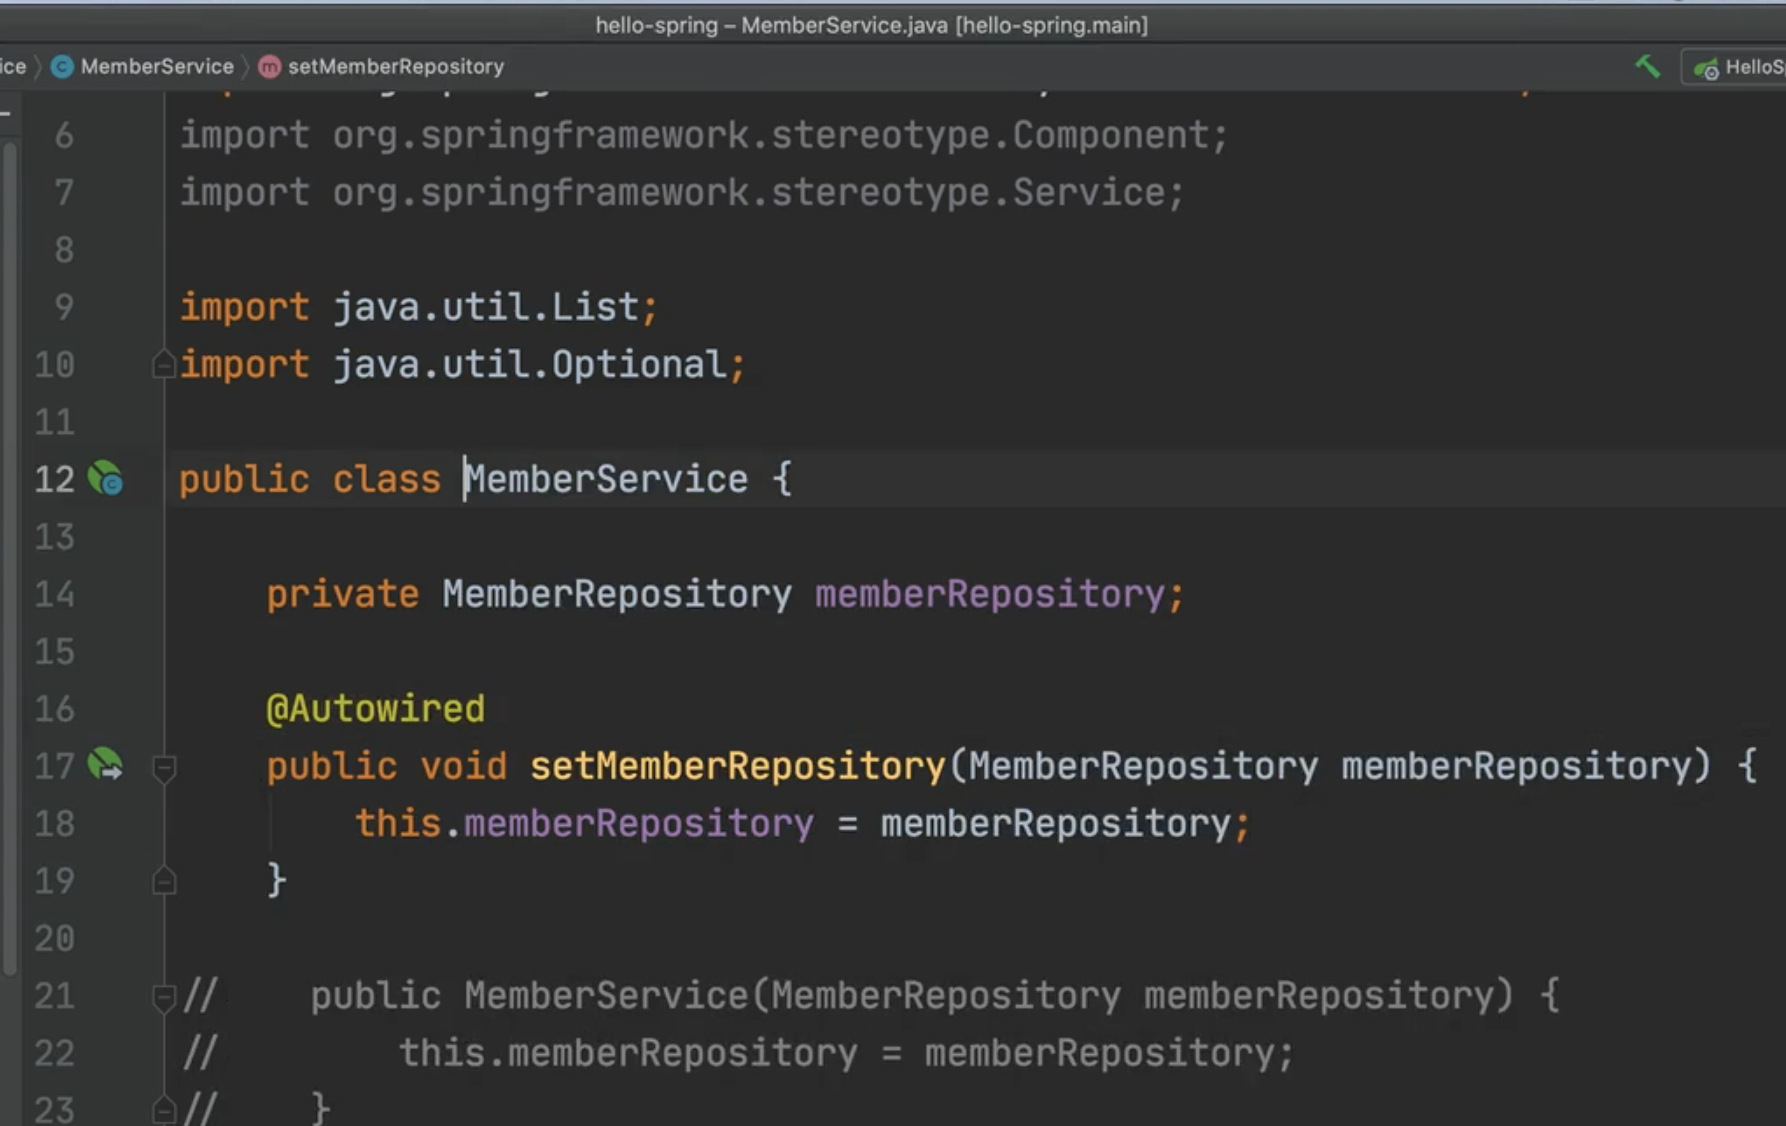 hello-spring – MemberService.java [hello-spring.main]
MemberService setMemberRepository
6 import org.springframework.stereotype.Component;
7 import org.springframework.stereotype.Service;
8
9 import java.util.List;
10 import java.util.Optional;
11
12 public class MemberService {
13
14 private MemberRepository memberRepository;
15
16 @Autowired
17 public void setMemberRepository(MemberRepository memberRepository) {
18 this.memberRepository = memberRepository;
19 }
20
21 // public MemberService(MemberRepository memberRepository) {
22 // this.memberRepository = memberRepository;
23 // }